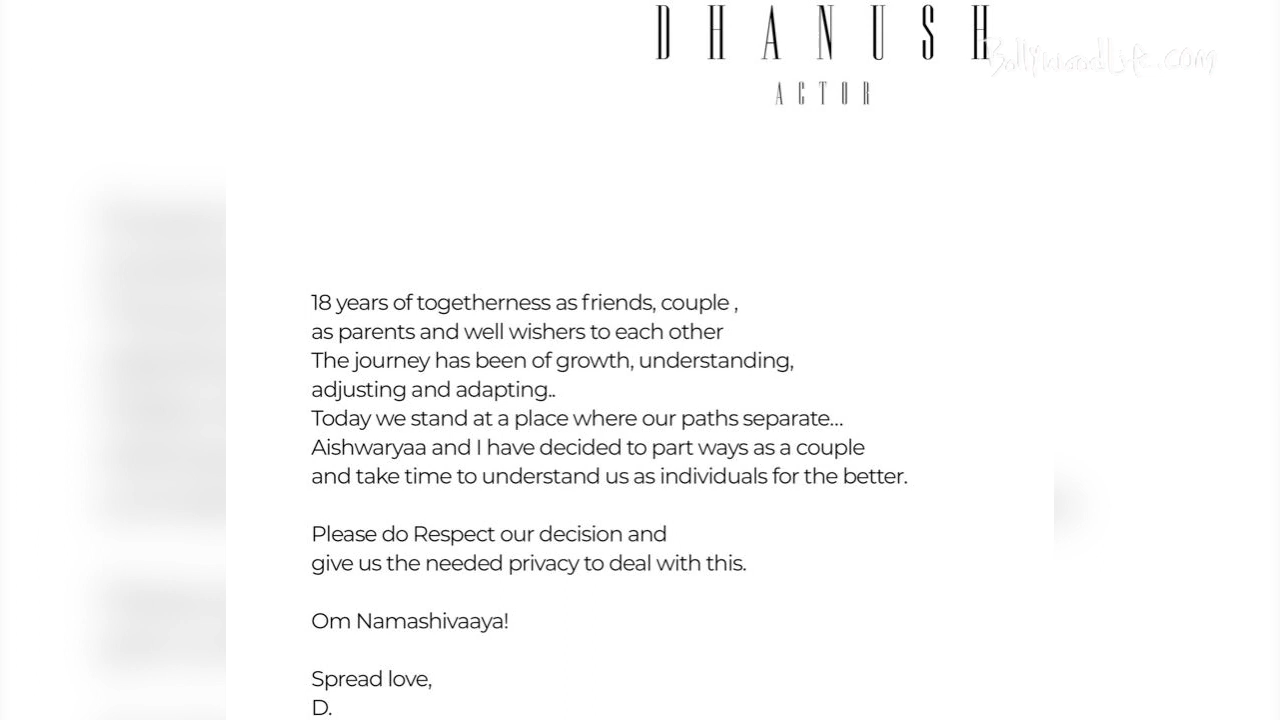 DHANUSH
BollywoodLife.com
ACTOR
18 years of togetherness as friends, couple ,
as parents and well wishers to each other
The journey has been of growth, understanding,
adjusting and adapting..
Today we stand at a place where our paths separate...
Aishwaryaa and I have decided to part ways as a couple
and take time to understand us as individuals for the better.
Please do Respect our decision and
give us the needed privacy to deal with this.
Om Namashivaaya!
Spread love,
D.